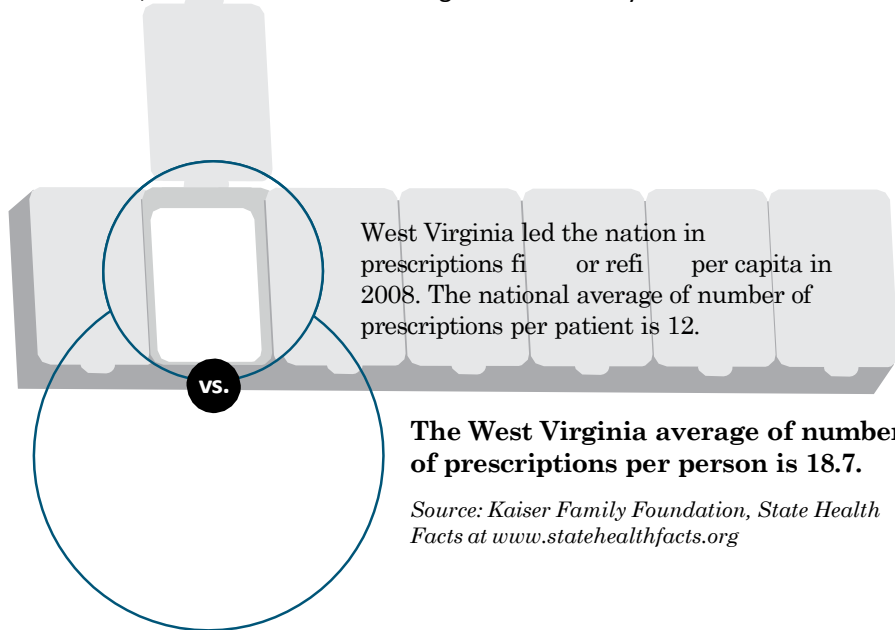 West Virginia led the nation in
prescriptions fi or refi per capita in
2008. The national average of number of
prescriptions per patient is 12.
vs.
The West Virginia average of number
of prescriptions per person is 18.7.
Source: Kaiser Family Foundation, State Health
Facts at www.statehealthfacts.org